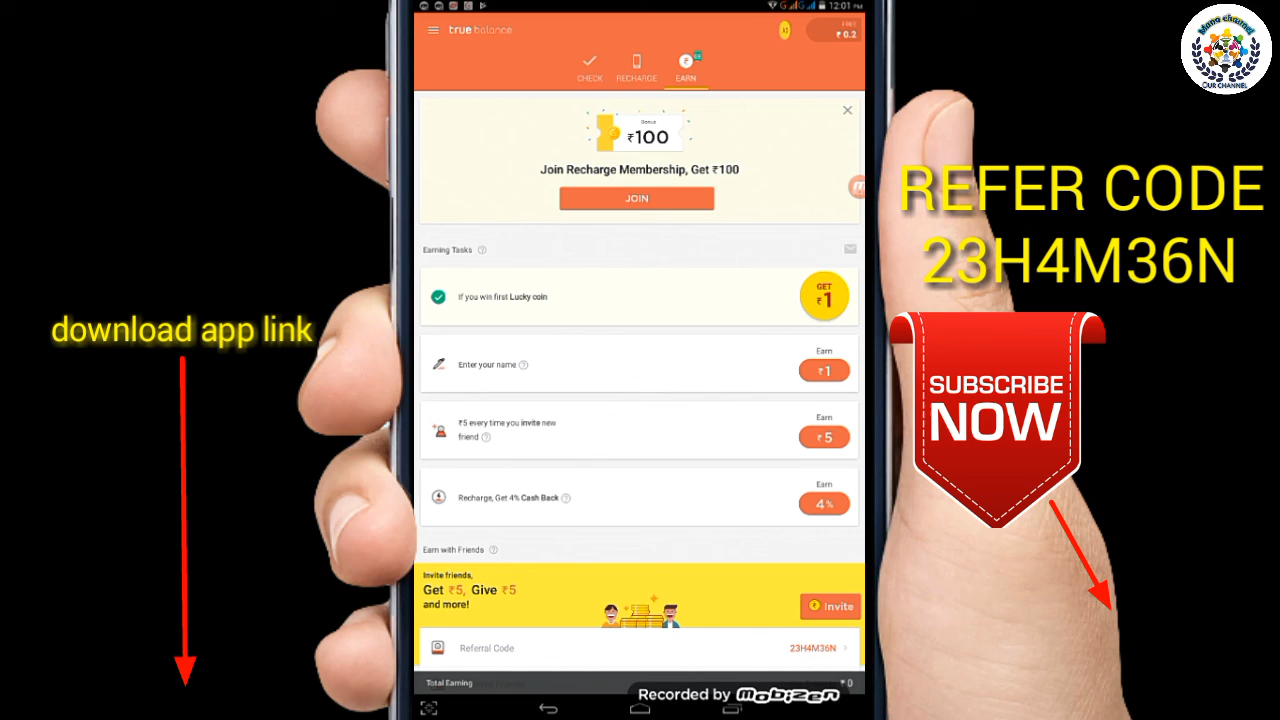 12:01 PM
true balance
FREE
₹ 0.2
CHECK
RECHARGE
EARN
Bonus
₹100
Join Recharge Membership, Get ₹100
JOIN
Earning Tasks
If you win first Lucky coin
GET
₹1
Enter your name
Earn
₹1
₹5 every time you invite new
friend
Earn
₹5
Recharge, Get 4% Cash Back
Earn
4%
Earn with Friends
Invite friends,
Get ₹5, Give ₹5
and more!
Invite
Referral Code
23H4M36N
Total Earning
₹0
Recorded by mobizen
download app link
Mana channel
OUR CHANNEL
REFER CODE
23H4M36N
SUBSCRIBE
NOW